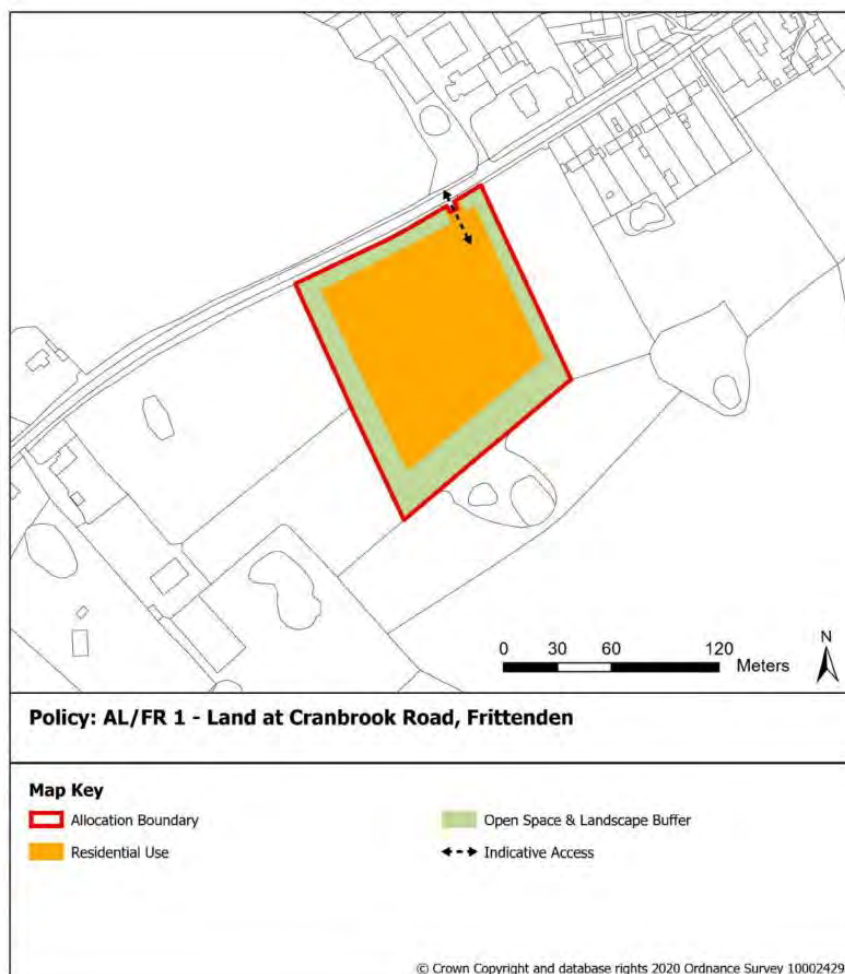 N
0 30 60 120
Meters
Policy: AL/FR 1 - Land at Cranbrook Road, Frittenden
Map Key
Allocation Boundary
Open Space & Landscape Buffer
Residential Use
Indicative Access
© Crown Copyright and database rights 2020 Ordnance Survey 10002429